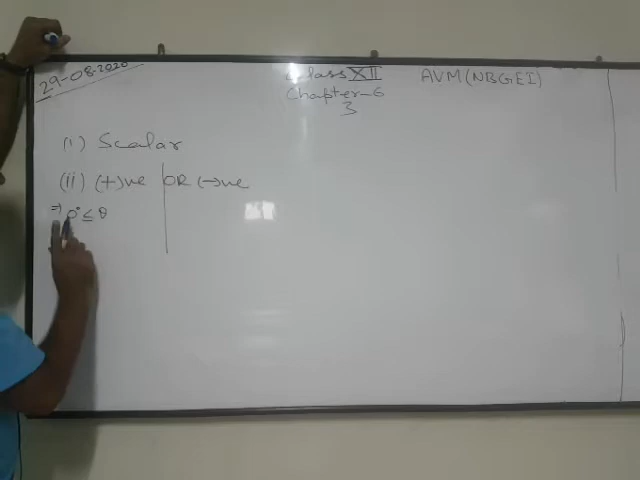 29-08-2020
Class XII
AVM (NBGEI)
Chapter-6
3
(i) Scalar
(ii) (+)ve OR (-)ve
⇒ 0° ≤ θ